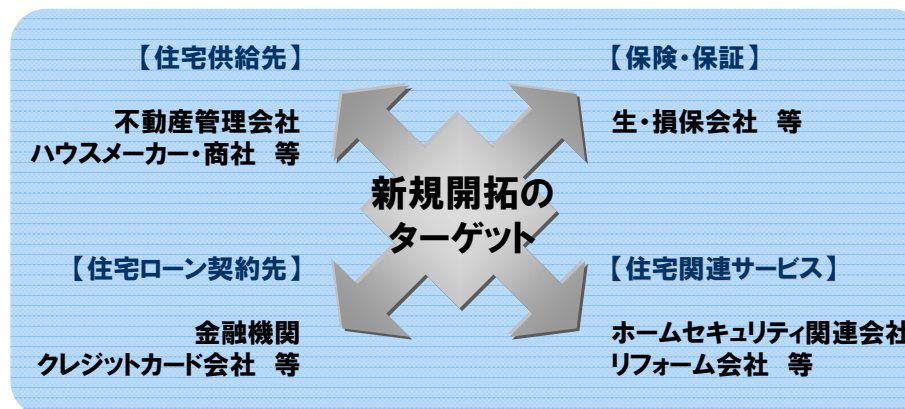 【住宅供給先】
不動産管理会社
ハウスメーカー・商社 等
【保険・保証】
生・損保会社 等
新規開拓の
ターゲット
【住宅ローン契約先】
金融機関
クレジットカード会社 等
【住宅関連サービス】
ホームセキュリティ関連会社
リフォーム会社 等